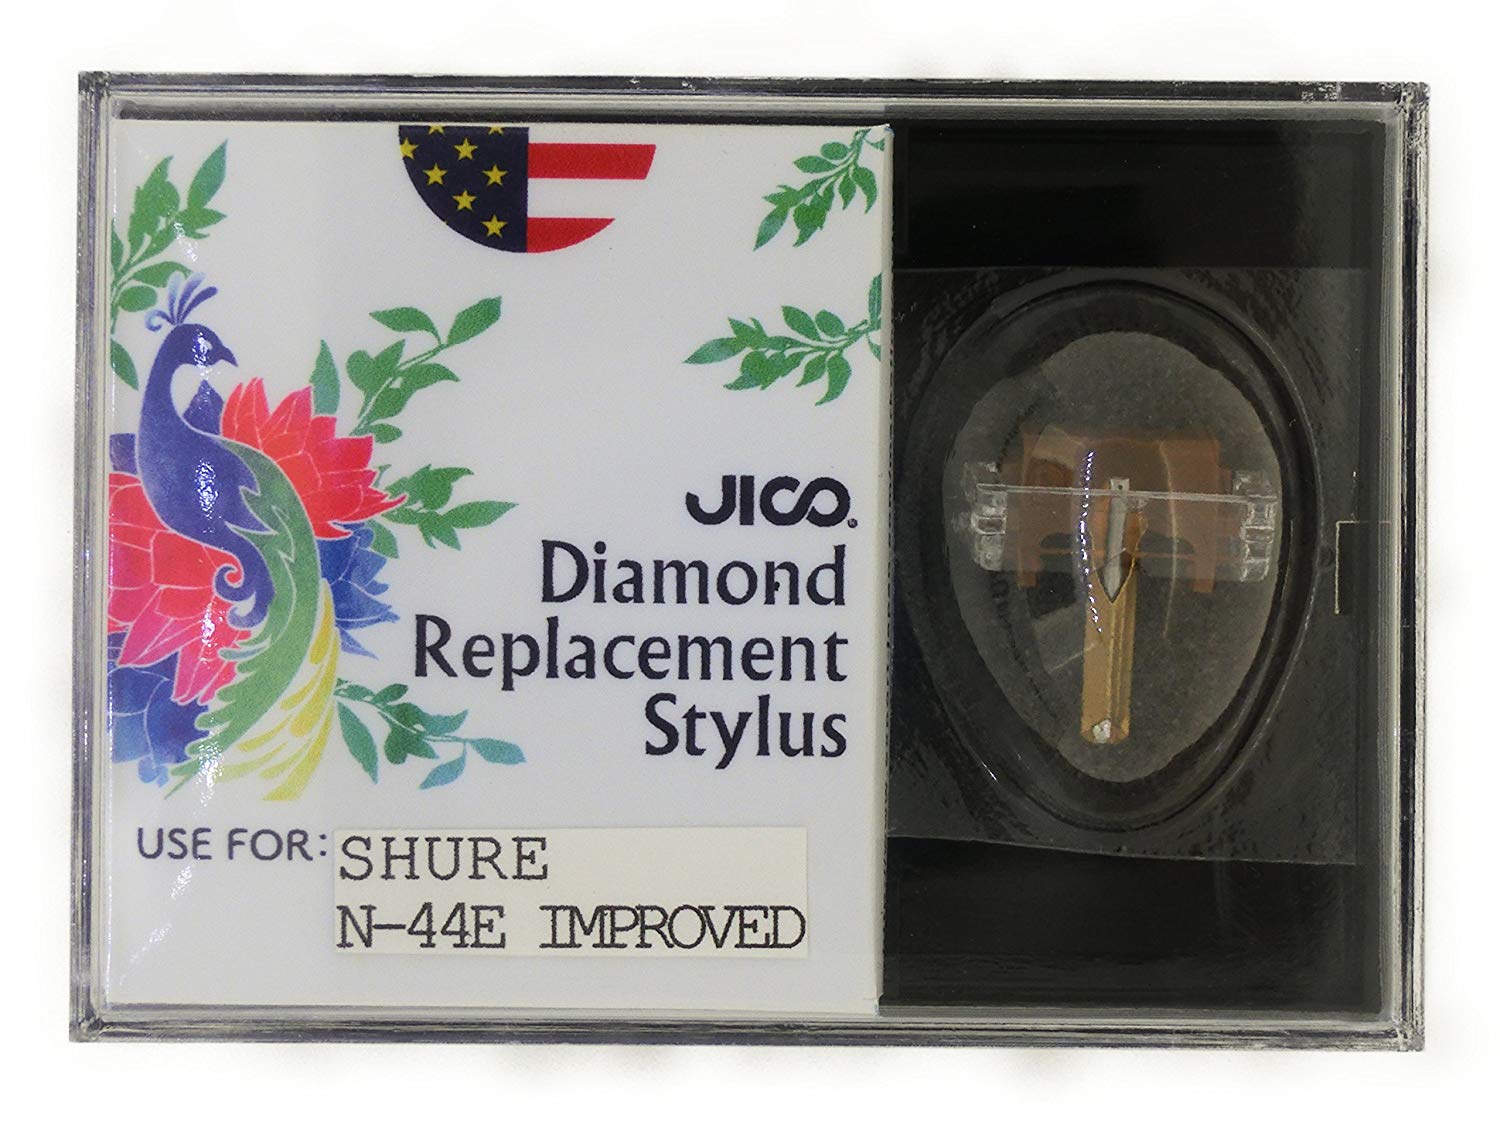 JICO®
Diamond
Replacement
Stylus
USE FOR: SHURE
N-44E IMPROVED